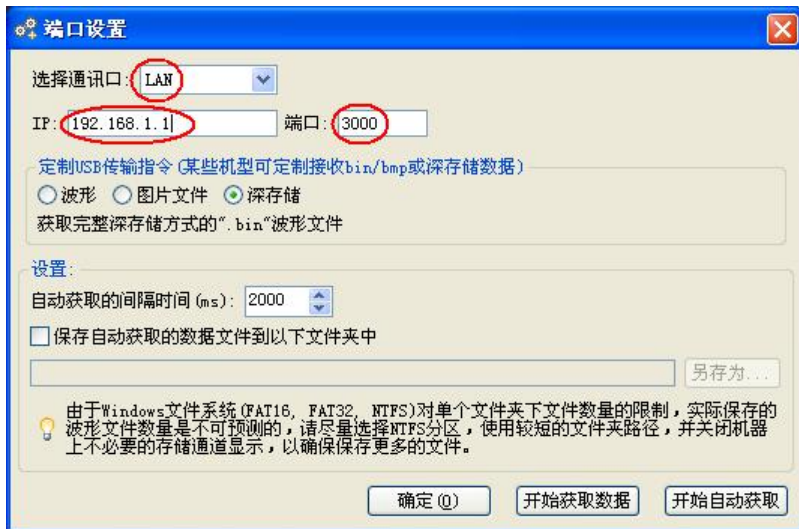 端口设置
选择通讯口: LAN
IP: 192.168.1.1 端口: 3000
定制USB传输指令(某些机型可定制接收bin/bmp或深存储数据)
波形 图片文件 深存储
获取完整深存储方式的".bin"波形文件
设置:
自动获取的间隔时间(ms): 2000
保存自动获取的数据文件到以下文件夹中
另存为...
由于Windows文件系统(FAT16, FAT32, NTFS)对单个文件夹下文件数量的限制，实际保存的
波形文件数量是不可预测的，请尽量选择NTFS分区，使用较短的文件夹路径，并关闭机器
上不必要的存储通道显示，以确保保存更多的文件。
确定(O) 开始获取数据 开始自动获取